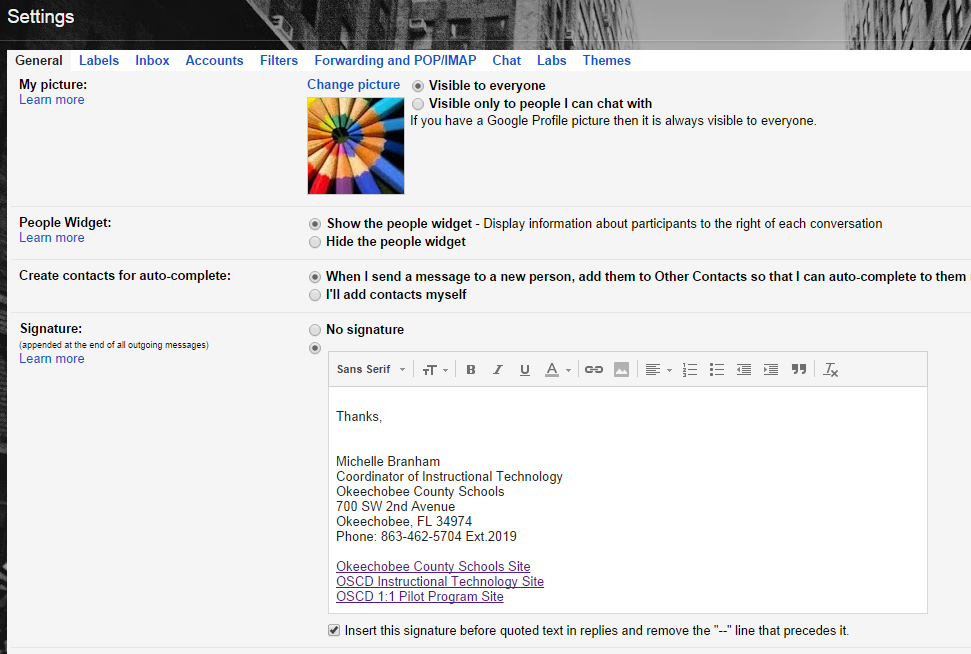 Settings
General Labels Inbox Accounts Filters Forwarding and POP/IMAP Chat Labs Themes
My picture:
Learn more
Change picture
Visible to everyone
Visible only to people I can chat with
If you have a Google Profile picture then it is always visible to everyone.
People Widget:
Learn more
Show the people widget - Display information about participants to the right of each conversation
Hide the people widget
Create contacts for auto-complete:
When I send a message to a new person, add them to Other Contacts so that I can auto-complete to them
I'll add contacts myself
Signature:
(appended at the end of all outgoing messages)
Learn more
No signature
Sans Serif
Thanks,
Michelle Branham
Coordinator of Instructional Technology
Okeechobee County Schools
700 SW 2nd Avenue
Okeechobee, FL 34974
Phone: 863-462-5704 Ext.2019
Okeechobee County Schools Site
OSCD Instructional Technology Site
OSCD 1:1 Pilot Program Site
Insert this signature before quoted text in replies and remove the "--" line that precedes it.